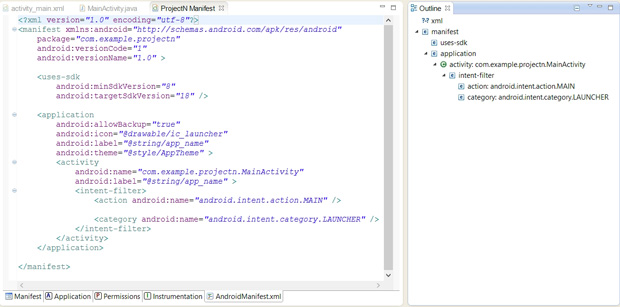 activity_main.xml
MainActivity.java
ProjectN Manifest
<?xml version="1.0" encoding="utf-8"?>
<manifest xmlns:android="http://schemas.android.com/apk/res/android"
package="com.example.projectn"
android:versionCode="1"
android:versionName="1.0" >
<uses-sdk
android:minSdkVersion="8"
android:targetSdkVersion="18" />
<application
android:allowBackup="true"
android:icon="@drawable/ic_launcher"
android:label="@string/app_name"
android:theme="@style/AppTheme" >
<activity
android:name="com.example.projectn.MainActivity"
android:label="@string/app_name" >
<intent-filter>
<action android:name="android.intent.action.MAIN" />
<category android:name="android.intent.category.LAUNCHER" />
</intent-filter>
</activity>
</application>
</manifest>
Manifest
A Application
P Permissions
I Instrumentation
AndroidManifest.xml
Outline
?=? xml
manifest
uses-sdk
application
activity: com.example.projectn.MainActivity
intent-filter
action: android.intent.action.MAIN
category: android.intent.category.LAUNCHER